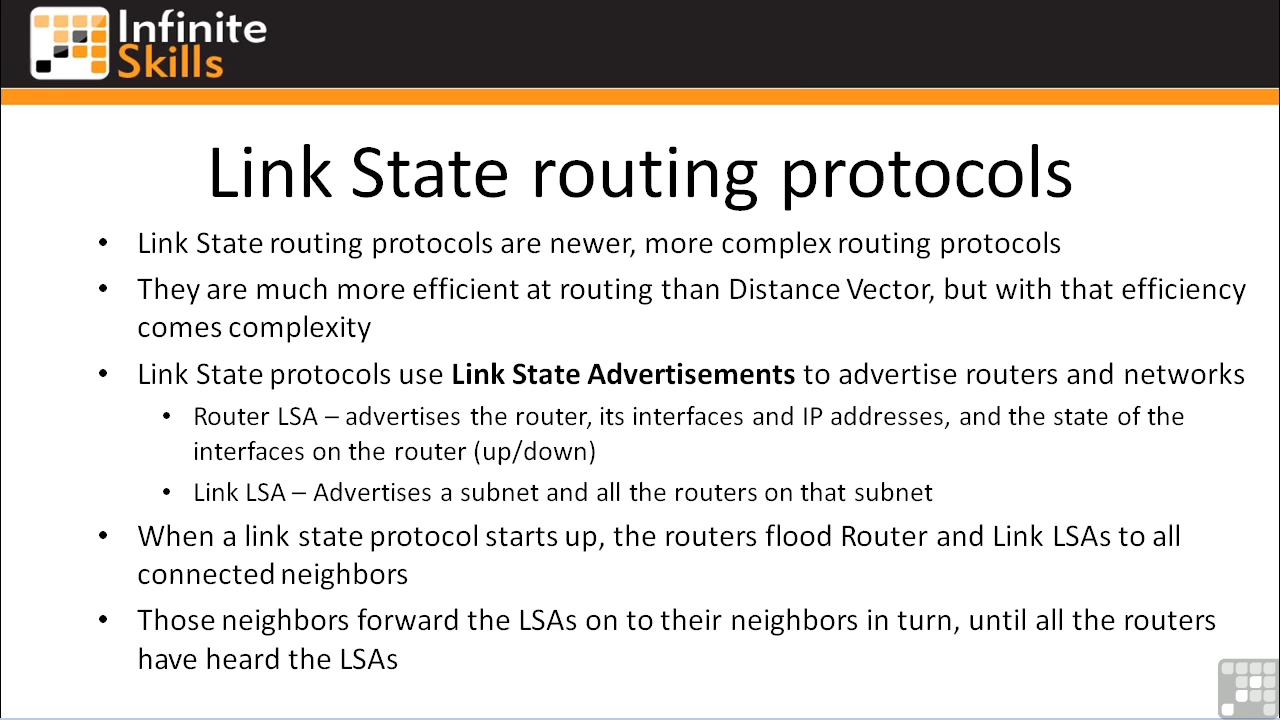 Infinite
Skills
Link State routing protocols
• Link State routing protocols are newer, more complex routing protocols
• They are much more efficient at routing than Distance Vector, but with that efficiency
comes complexity
• Link State protocols use Link State Advertisements to advertise routers and networks
• Router LSA – advertises the router, its interfaces and IP addresses, and the state of the
interfaces on the router (up/down)
• Link LSA – Advertises a subnet and all the routers on that subnet
• When a link state protocol starts up, the routers flood Router and Link LSAs to all
connected neighbors
• Those neighbors forward the LSAs on to their neighbors in turn, until all the routers
have heard the LSAs